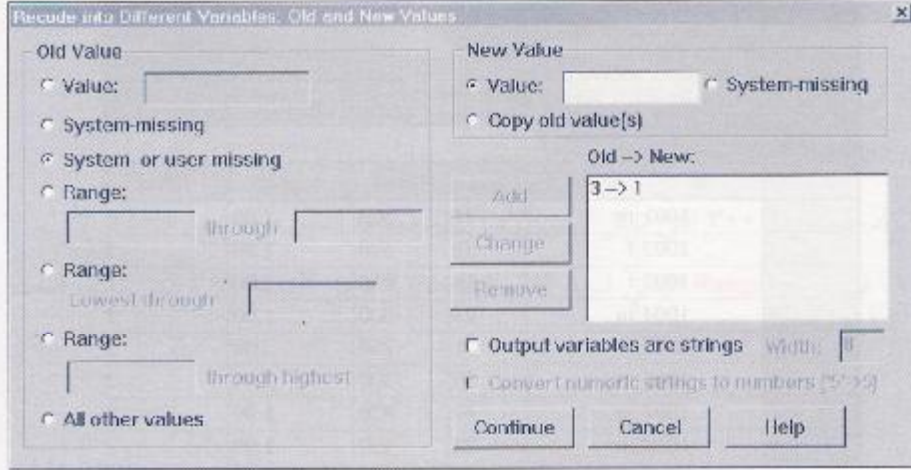 Recode into Different Variables: Old and New Values
Old Value
Value:
System-missing
System or user missing
Range:
through
Range:
Lowest through
Range:
through highest
All other values
New Value
Value:
System-missing
Copy old value(s)
Old --> New:
3 --> 1
Add
Change
Remove
Output variables are strings
Width: 8
Convert numeric strings to numbers ('5'->5)
Continue
Cancel
Help